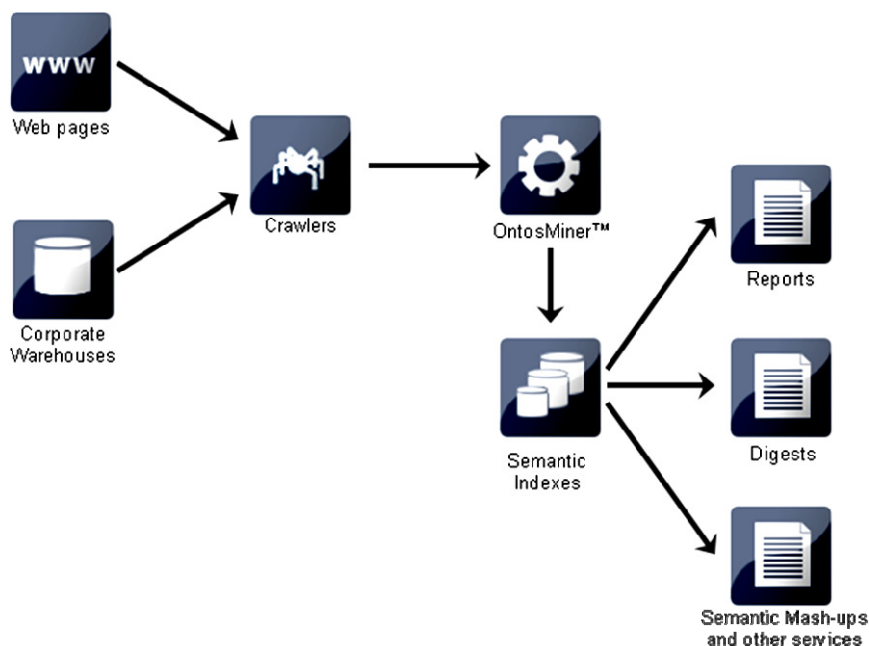 www
Web pages
Corporate
Warehouses
Crawlers
OntosMiner™
Semantic
Indexes
Reports
Digests
Semantic Mash-ups
and other services